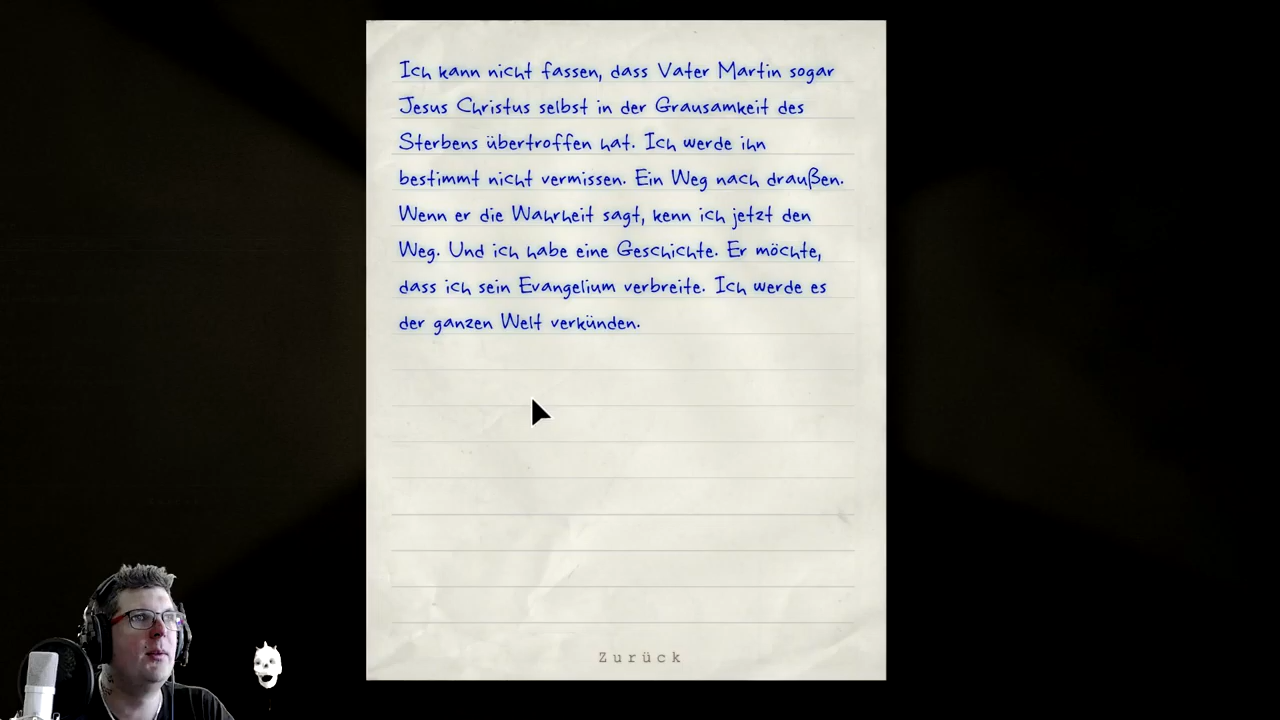 Ich kann nicht fassen, dass Vater Martin sogar
Jesus Christus selbst in der Grausamkeit des
Sterbens übertroffen hat. Ich werde ihn
bestimmt nicht vermissen. Ein Weg nach draußen.
Wenn er die Wahrheit sagt, kenn ich jetzt den
Weg. Und ich habe eine Geschichte. Er möchte,
dass ich sein Evangelium verbreite. Ich werde es
der ganzen Welt verkünden.
Zurück